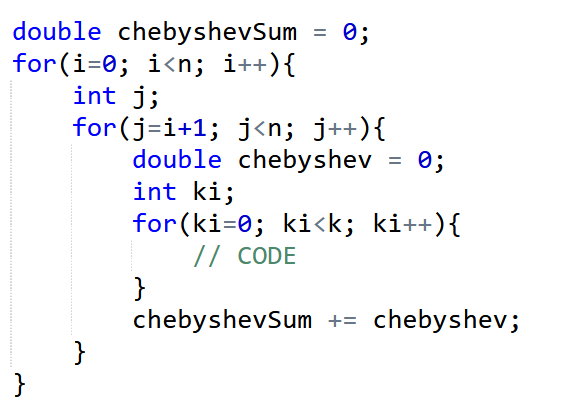 double chebyshevSum = 0;
for(i=0; i<n; i++){
    int j;
    for(j=i+1; j<n; j++){
        double chebyshev = 0;
        int ki;
        for(ki=0; ki<k; ki++){
            // CODE
        }
        chebyshevSum += chebyshev;
    }
}